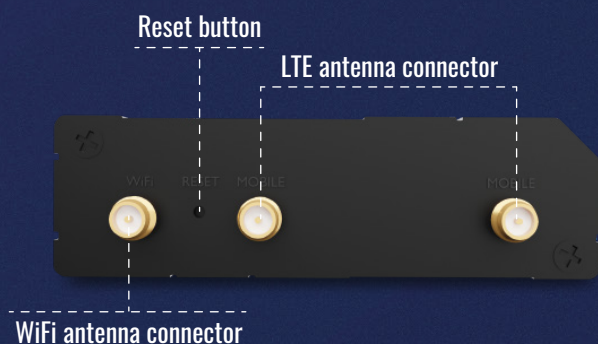 Reset button
LTE antenna connector
WiFi RESET MOBILE MOBILE
WiFi antenna connector